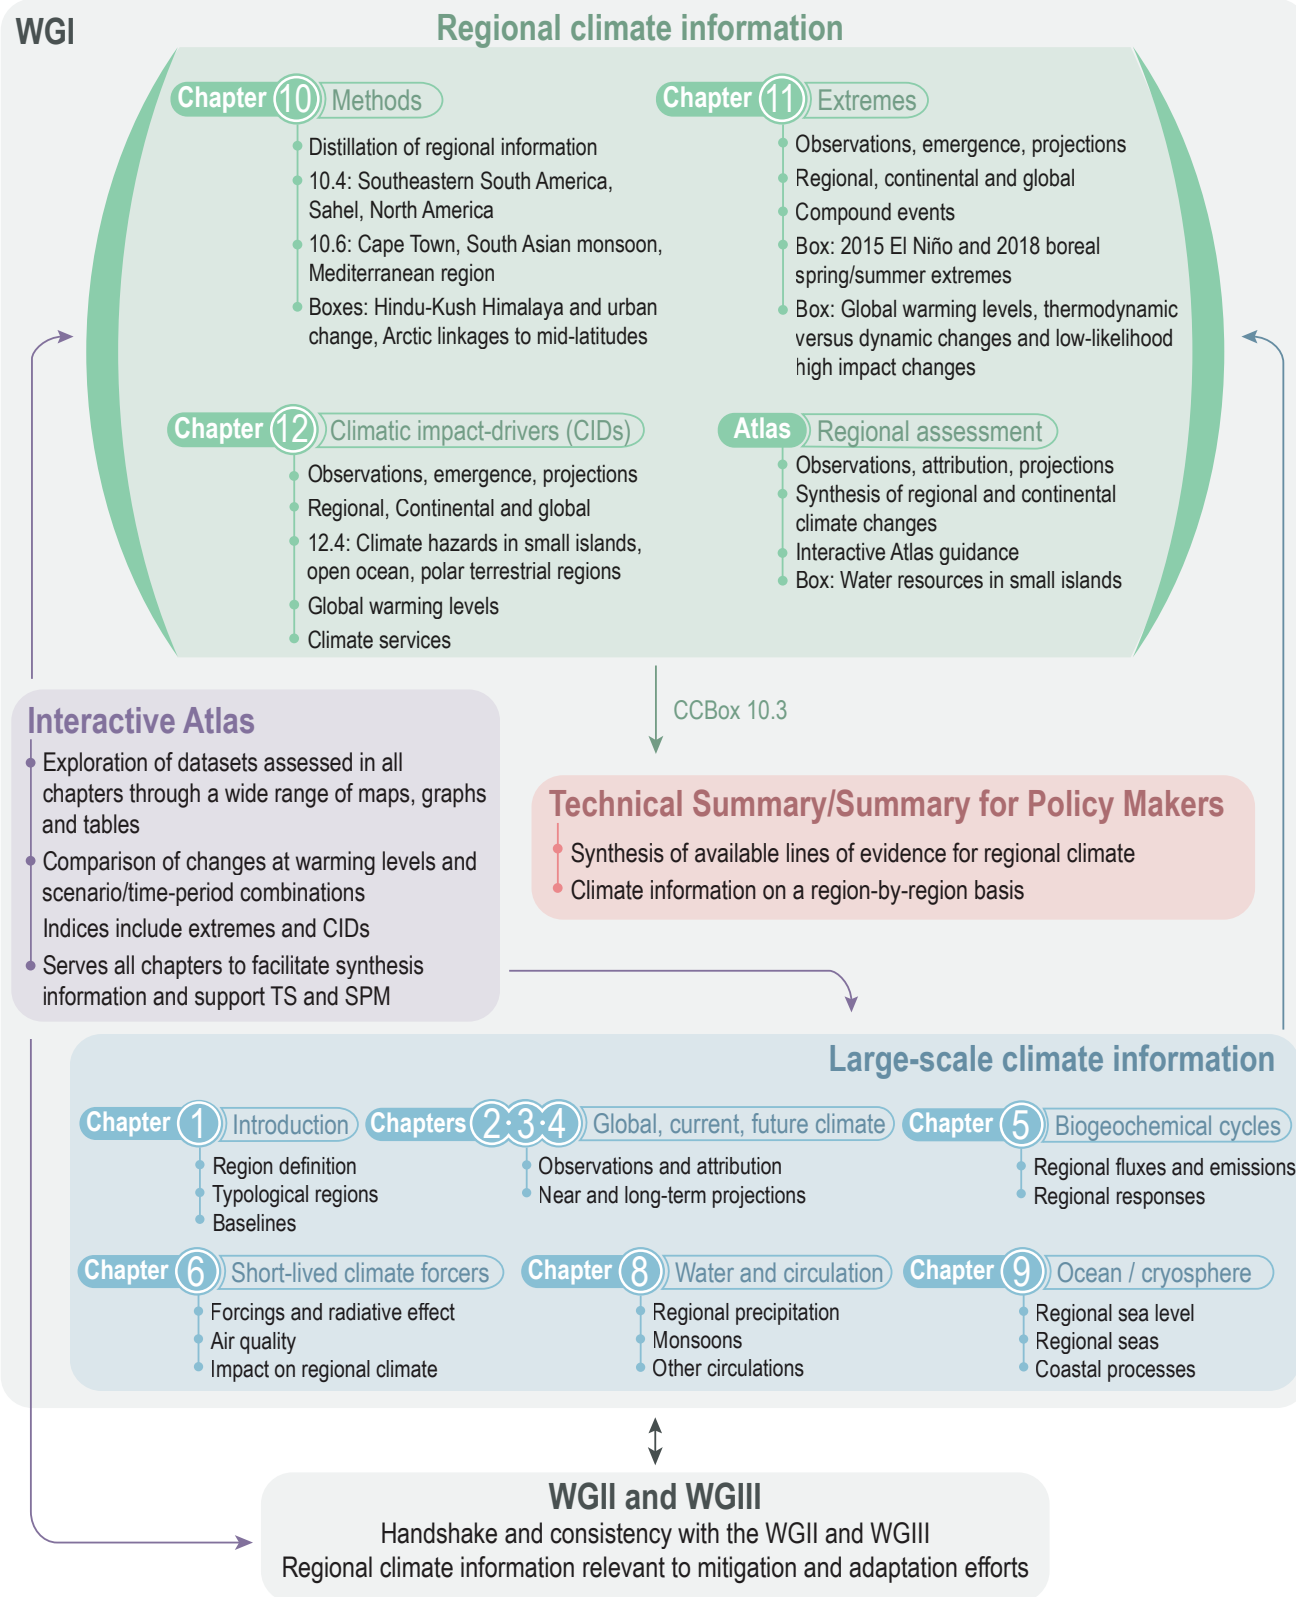 WGI
Regional climate information
Chapter 10 Methods
Distillation of regional information
10.4: Southeastern South America,
Sahel, North America
10.6: Cape Town, South Asian monsoon,
Mediterranean region
Boxes: Hindu-Kush Himalaya and urban
change, Arctic linkages to mid-latitudes
Chapter 11 Extremes
Observations, emergence, projections
Regional, continental and global
Compound events
Box: 2015 El Niño and 2018 boreal
spring/summer extremes
Box: Global warming levels, thermodynamic
versus dynamic changes and low-likelihood
high impact changes
Chapter 12 Climatic impact-drivers (CIDs)
Observations, emergence, projections
Regional, Continental and global
12.4: Climate hazards in small islands,
open ocean, polar terrestrial regions
Global warming levels
Climate services
Atlas Regional assessment
Observations, attribution, projections
Synthesis of regional and continental
climate changes
Interactive Atlas guidance
Box: Water resources in small islands
CCBox 10.3
Interactive Atlas
Exploration of datasets assessed in all
chapters through a wide range of maps, graphs
and tables
Comparison of changes at warming levels and
scenario/time-period combinations
Indices include extremes and CIDs
Serves all chapters to facilitate synthesis
information and support TS and SPM
Technical Summary/Summary for Policy Makers
Synthesis of available lines of evidence for regional climate
Climate information on a region-by-region basis
Large-scale climate information
Chapter 1 Introduction
Region definition
Typological regions
Baselines
Chapters 2·3·4 Global, current, future climate
Observations and attribution
Near and long-term projections
Chapter 5 Biogeochemical cycles
Regional fluxes and emissions
Regional responses
Chapter 6 Short-lived climate forcers
Forcings and radiative effect
Air quality
Impact on regional climate
Chapter 8 Water and circulation
Regional precipitation
Monsoons
Other circulations
Chapter 9 Ocean / cryosphere
Regional sea level
Regional seas
Coastal processes
WGII and WGIII
Handshake and consistency with the WGII and WGIII
Regional climate information relevant to mitigation and adaptation efforts